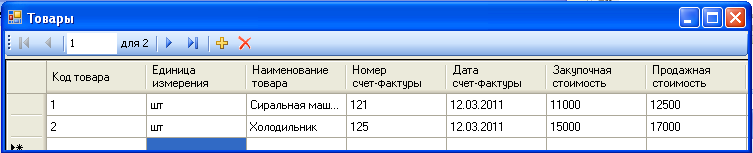 Товары
1 для 2
Код товара Единица измерения Наименование товара Номер счет-фактуры Дата счет-фактуры Закупочная стоимость Продажная стоимость
1 шт Сиральная маш... 121 12.03.2011 11000 12500
2 шт Холодильник 125 12.03.2011 15000 17000